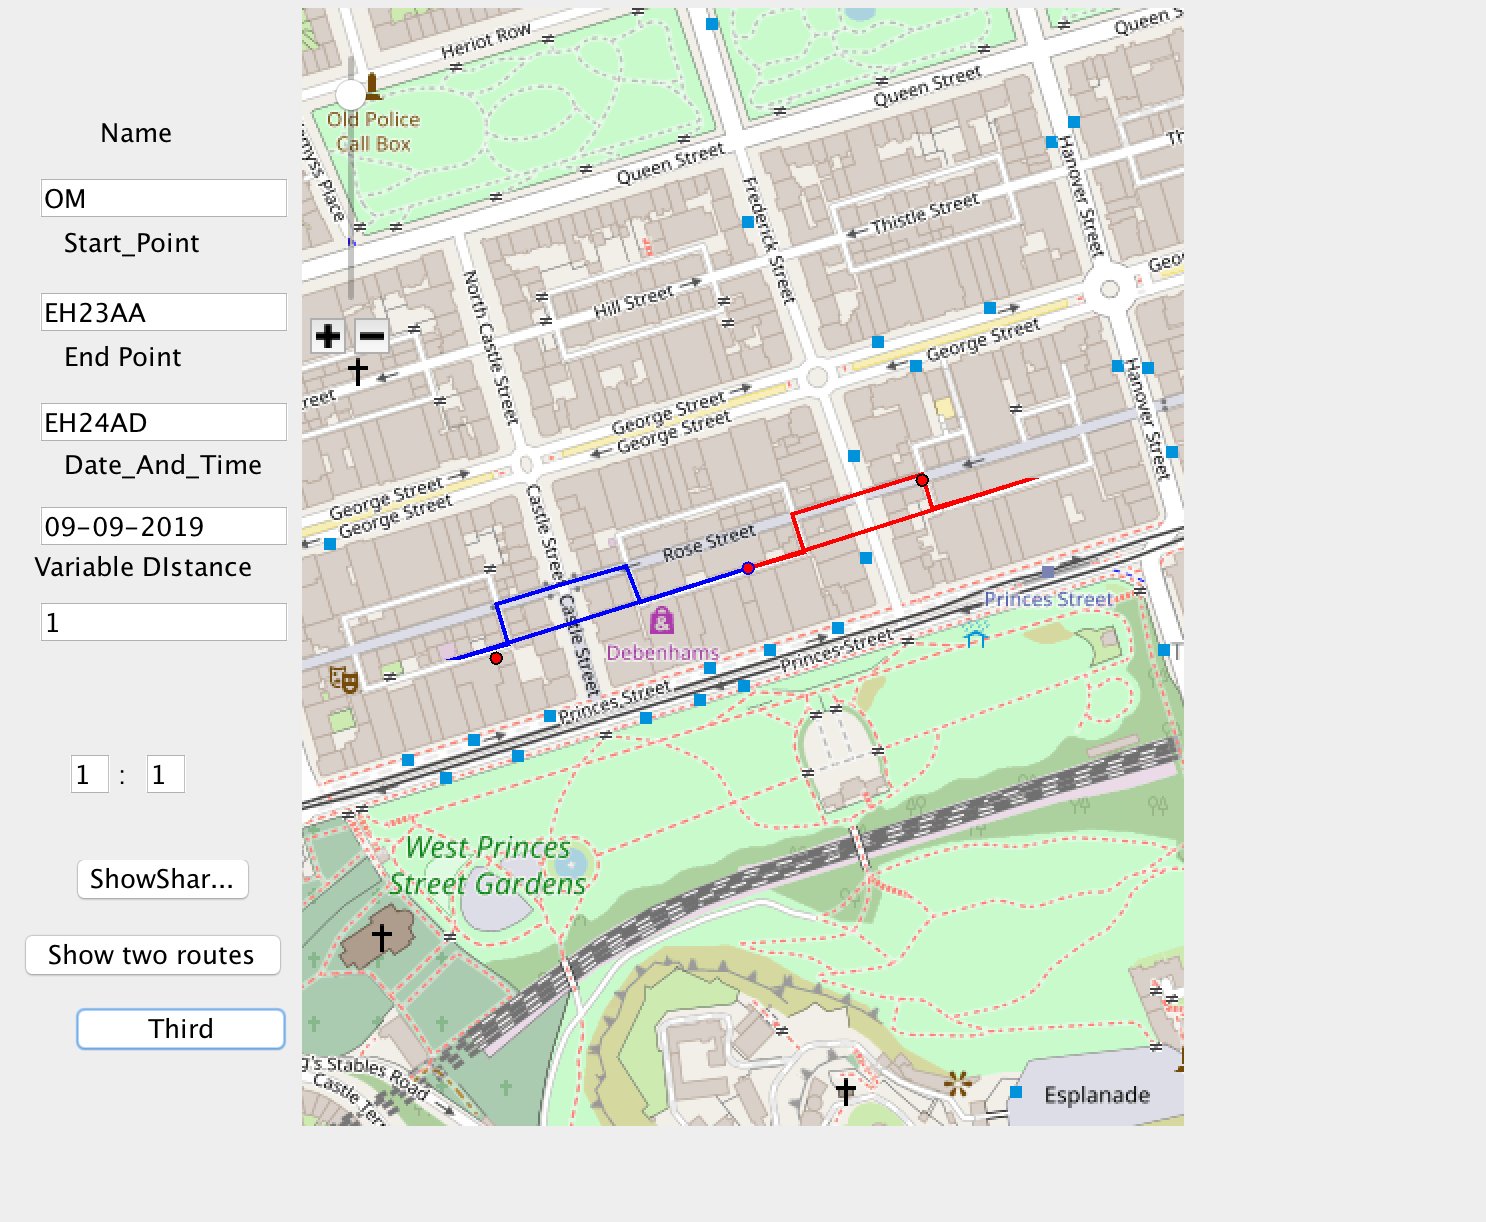 Name
OM
Start_Point
EH23AA
End Point
EH24AD
Date_And_Time
09-09-2019
Variable DIstance
1
1 : 1
ShowShar...
Show two routes
Third
Heriot Row
Queen S
Queen Street
Old Police
Call Box
Queen Street
Hanover Street
Th
Frederick Street
Thistle Street
North Castle Street
Hill Street
Geor
George Street
Hanover Street
reet
George Street
George Street
George Street
George Street
Castle Street
Rose Street
Castle Street
Debenhams
Princes Street
Princes Street
Princes Street
T
West Princes
Street Gardens
g's Stables Road
Castle Terr
Esplanade